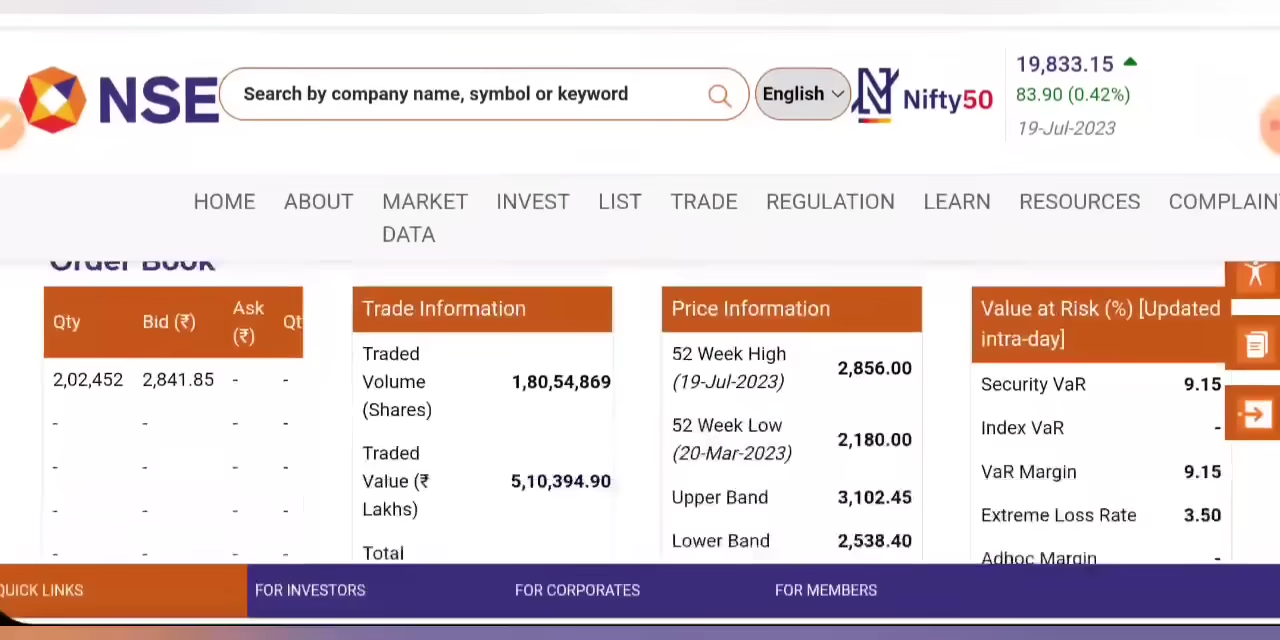 NSE
Search by company name, symbol or keyword
English
Nifty50
19,833.15
83.90 (0.42%)
19-Jul-2023
HOME ABOUT MARKET DATA INVEST LIST TRADE REGULATION LEARN RESOURCES COMPLAIN
Order Book
Qty Bid (₹) Ask (₹) Qt
2,02,452 2,841.85 - -
- - - -
- - - -
- - - -
- - - -
Trade Information
Traded
Volume 1,80,54,869
(Shares)
Traded
Value (₹ 5,10,394.90
Lakhs)
Total
Price Information
52 Week High 2,856.00
(19-Jul-2023)
52 Week Low 2,180.00
(20-Mar-2023)
Upper Band 3,102.45
Lower Band 2,538.40
Value at Risk (%) [Updated
intra-day]
Security VaR 9.15
Index VaR -
VaR Margin 9.15
Extreme Loss Rate 3.50
Adhoc Margin -
QUICK LINKS FOR INVESTORS FOR CORPORATES FOR MEMBERS